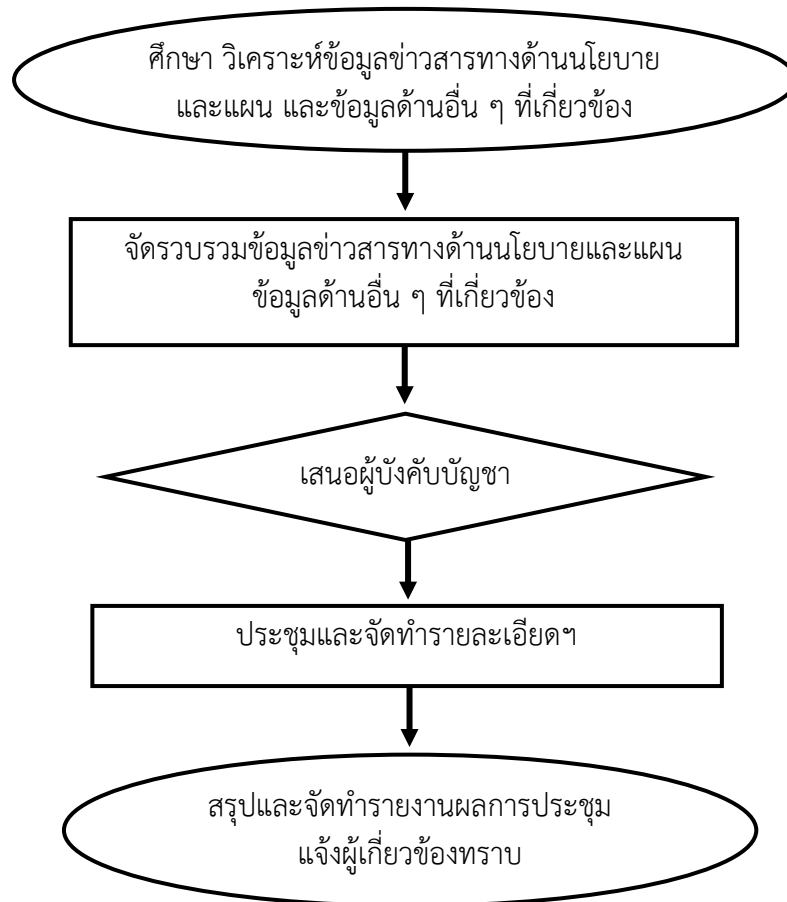 ศึกษา วิเคราะห์ข้อมูลข่าวสารทางด้านนโยบาย
และแผน และข้อมูลด้านอื่น ๆ ที่เกี่ยวข้อง
จัดรวบรวมข้อมูลข่าวสารทางด้านนโยบายและแผน
ข้อมูลด้านอื่น ๆ ที่เกี่ยวข้อง
เสนอผู้บังคับบัญชา
ประชุมและจัดทำรายละเอียดฯ
สรุปและจัดทำรายงานผลการประชุม
แจ้งผู้เกี่ยวข้องทราบ